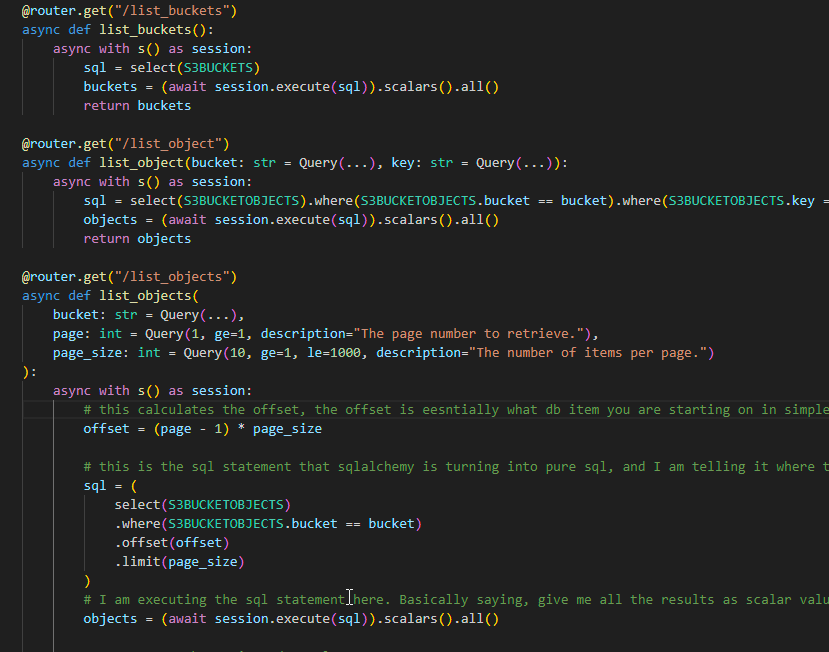 @router.get("/list_buckets")
async def list_buckets():
    async with s() as session:
        sql = select(S3BUCKETS)
        buckets = (await session.execute(sql)).scalars().all()
        return buckets

@router.get("/list_object")
async def list_object(bucket: str = Query(...), key: str = Query(...)):
    async with s() as session:
        sql = select(S3BUCKETOBJECTS).where(S3BUCKETOBJECTS.bucket == bucket).where(S3BUCKETOBJECTS.key =
        objects = (await session.execute(sql)).scalars().all()
        return objects

@router.get("/list_objects")
async def list_objects(
    bucket: str = Query(...),
    page: int = Query(1, ge=1, description="The page number to retrieve."),
    page_size: int = Query(10, ge=1, le=1000, description="The number of items per page.")
):
    async with s() as session:
        # this calculates the offset, the offset is eesntially what db item you are starting on in simple
        offset = (page - 1) * page_size

        # this is the sql statement that sqlalchemy is turning into pure sql, and I am telling it where t
        sql = (
            select(S3BUCKETOBJECTS)
            .where(S3BUCKETOBJECTS.bucket == bucket)
            .offset(offset)
            .limit(page_size)
        )
        # I am executing the sql statement here. Basically saying, give me all the results as scalar valu
        objects = (await session.execute(sql)).scalars().all()